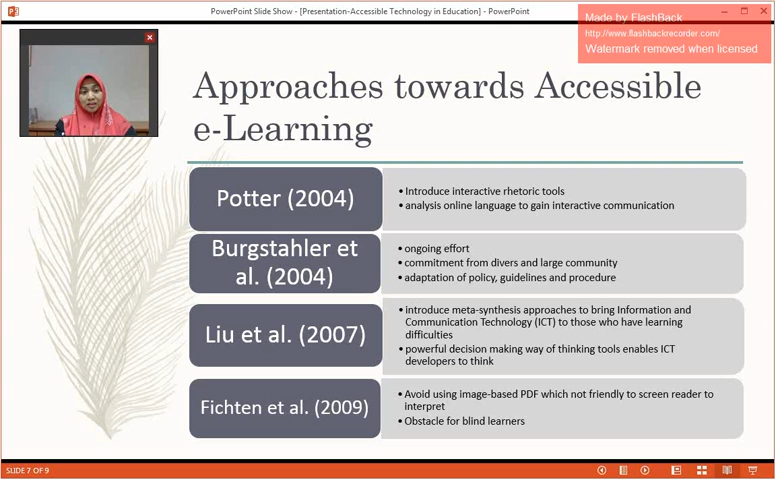 PowerPoint Slide Show - [Presentation-Accessible Technology in Education] - PowerPoint
Made by FlashBack
http://www.flashbackrecorder.com/
Watermark removed when licensed
Approaches towards Accessible
e-Learning
Potter (2004)
• Introduce interactive rhetoric tools
• analysis online language to gain interactive communication
Burgstahler et
al. (2004)
• ongoing effort
• commitment from divers and large community
• adaptation of policy, guidelines and procedure
Liu et al. (2007)
• introduce meta-synthesis approaches to bring Information and
Communication Technology (ICT) to those who have learning
difficulties
• powerful decision making way of thinking tools enables ICT
developers to think
Fichten et al. (2009)
• Avoid using image-based PDF which not friendly to screen reader to
interpret
• Obstacle for blind learners
SLIDE 7 OF 9